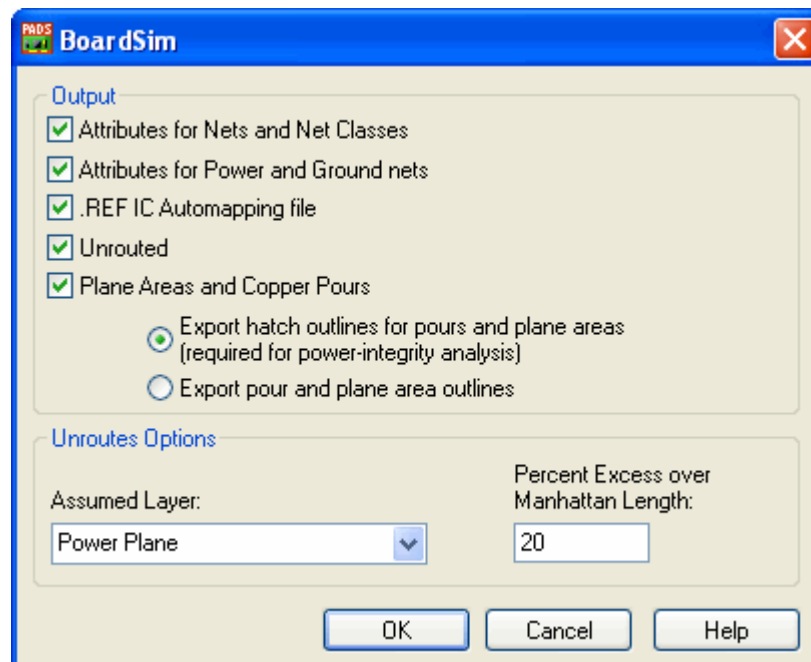 PADS
BoardSim
Output
Attributes for Nets and Net Classes
Attributes for Power and Ground nets
.REF IC Automapping file
Unrouted
Plane Areas and Copper Pours
Export hatch outlines for pours and plane areas
(required for power-integrity analysis)
Export pour and plane area outlines
Unroutes Options
Assumed Layer:
Percent Excess over
Manhattan Length:
Power Plane
20
OK
Cancel
Help